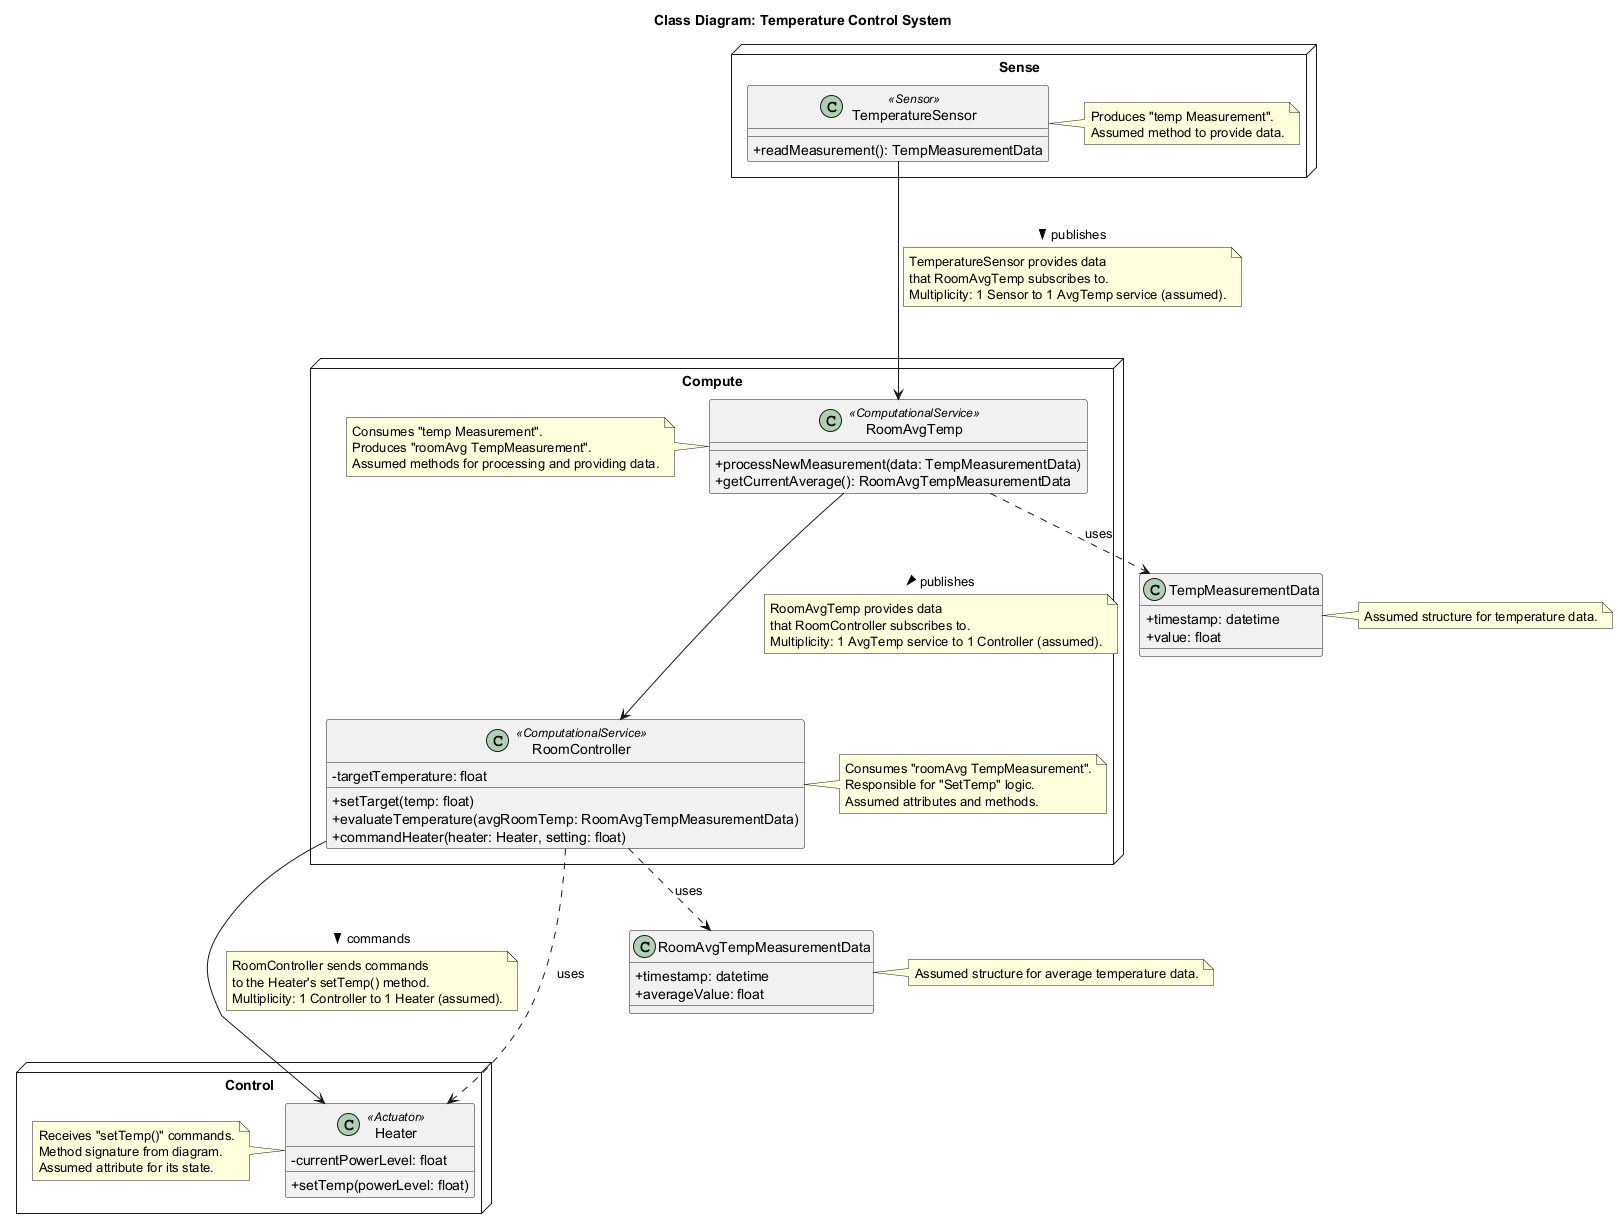 Class Diagram: Temperature Control System
Sense
C
«Sensor»
TemperatureSensor
+readMeasurement(): TempMeasurementData
Produces "temp Measurement".
Assumed method to provide data.
publishes
TemperatureSensor provides data
that RoomAvgTemp subscribes to.
Multiplicity: 1 Sensor to 1 AvgTemp service (assumed).
Compute
Consumes "temp Measurement".
Produces "roomAvg TempMeasurement".
Assumed methods for processing and providing data.
C
«ComputationalService»
RoomAvgTemp
+processNewMeasurement(data: TempMeasurementData)
+getCurrentAverage(): RoomAvgTempMeasurementData
uses
publishes
RoomAvgTemp provides data
that RoomController subscribes to.
Multiplicity: 1 AvgTemp service to 1 Controller (assumed).
C
TempMeasurementData
+timestamp: datetime
+value: float
Assumed structure for temperature data.
C
«ComputationalService»
RoomController
-targetTemperature: float
+setTarget(temp: float)
+evaluateTemperature(avgRoomTemp: RoomAvgTempMeasurementData)
+commandHeater(heater: Heater, setting: float)
Consumes "roomAvg TempMeasurement".
Responsible for "SetTemp" logic.
Assumed attributes and methods.
uses
commands
RoomController sends commands
to the Heater's setTemp() method.
Multiplicity: 1 Controller to 1 Heater (assumed).
uses
C
RoomAvgTempMeasurementData
+timestamp: datetime
+averageValue: float
Assumed structure for average temperature data.
Control
Receives "setTemp()" commands.
Method signature from diagram.
Assumed attribute for its state.
C
«Actuator»
Heater
-currentPowerLevel: float
+setTemp(powerLevel: float)